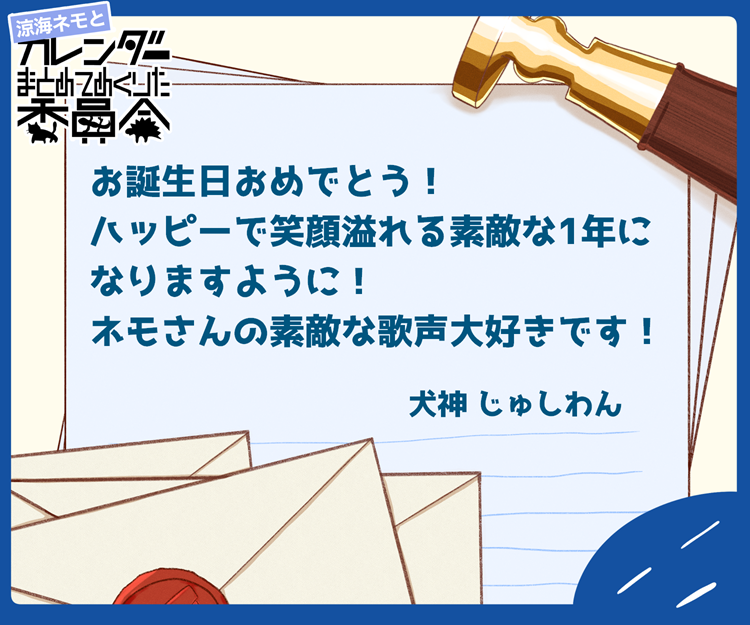 涼海ネモと
カレンダー
まとめてめくりた
委員会
お誕生日おめでとう！
ハッピーで笑顔溢れる素敵な1年に
なりますように！
ネモさんの素敵な歌声大好きです！
犬神 じゅしわん